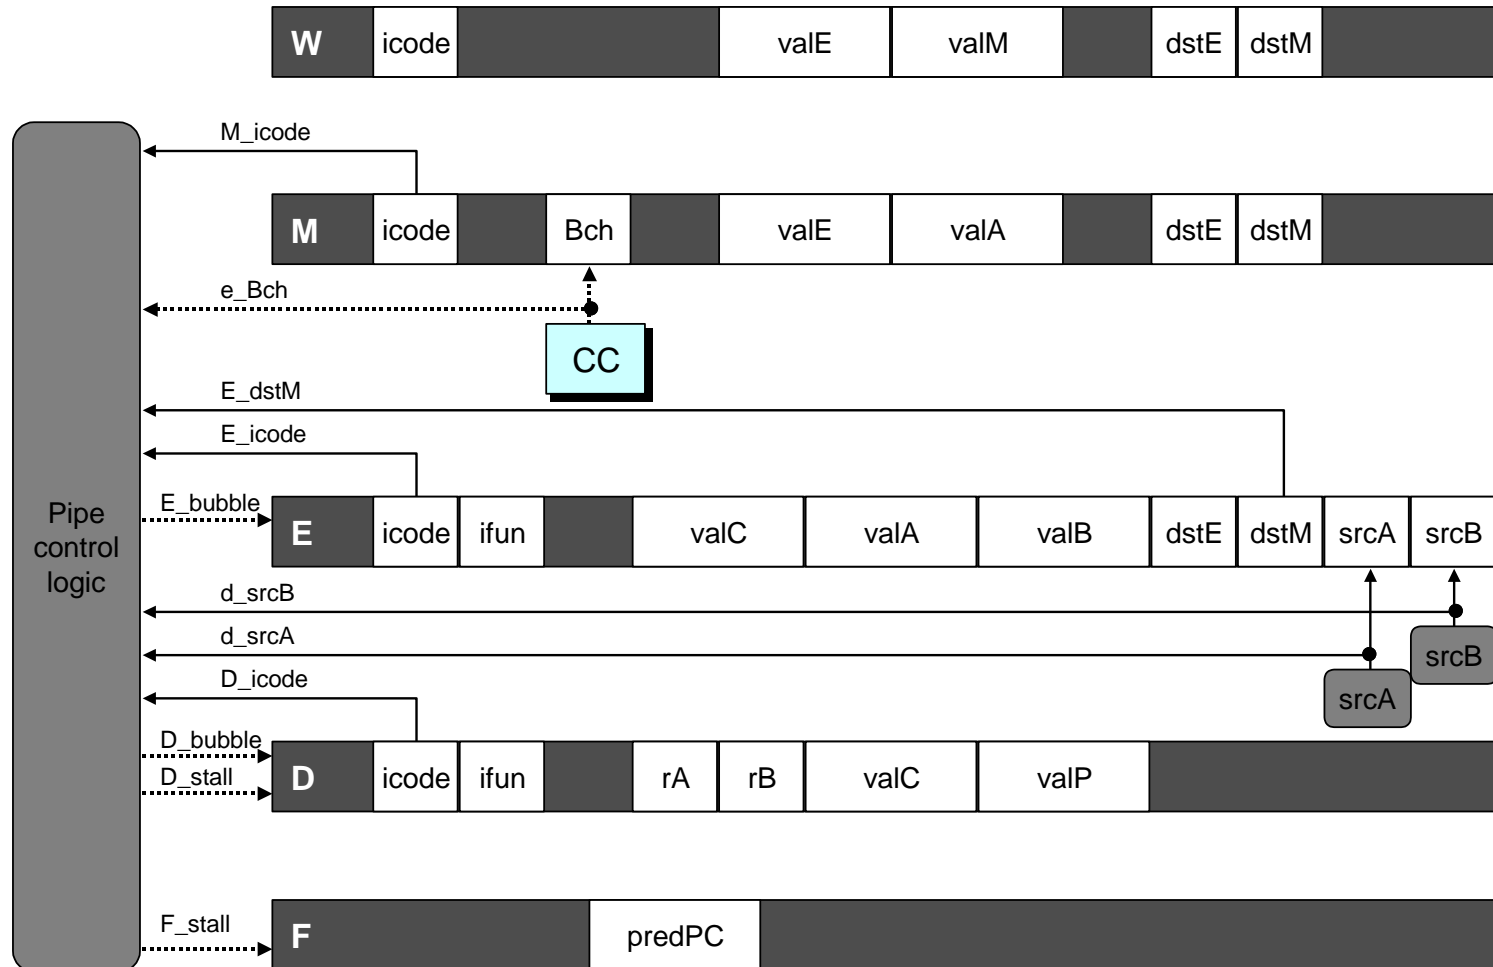 W icode valE valM dstE dstM
M_icode
M icode Bch valE valA dstE dstM
e_Bch
CC
E_dstM
E_icode
E_bubble
E icode ifun valC valA valB dstE dstM srcA srcB
Pipe
control
logic
d_srcB
d_srcA
srcB
D_icode
srcA
D_bubble
D_stall
D icode ifun rA rB valC valP
F_stall
F predPC